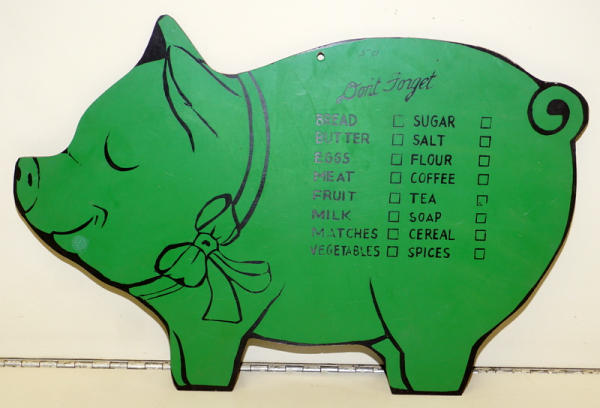 Don't Forget
BREAD □ SUGAR □
BUTTER □ SALT □
EGGS □ FLOUR □
MEAT □ COFFEE □
FRUIT □ TEA □
MILK □ SOAP □
MATCHES □ CEREAL □
VEGETABLES □ SPICES □